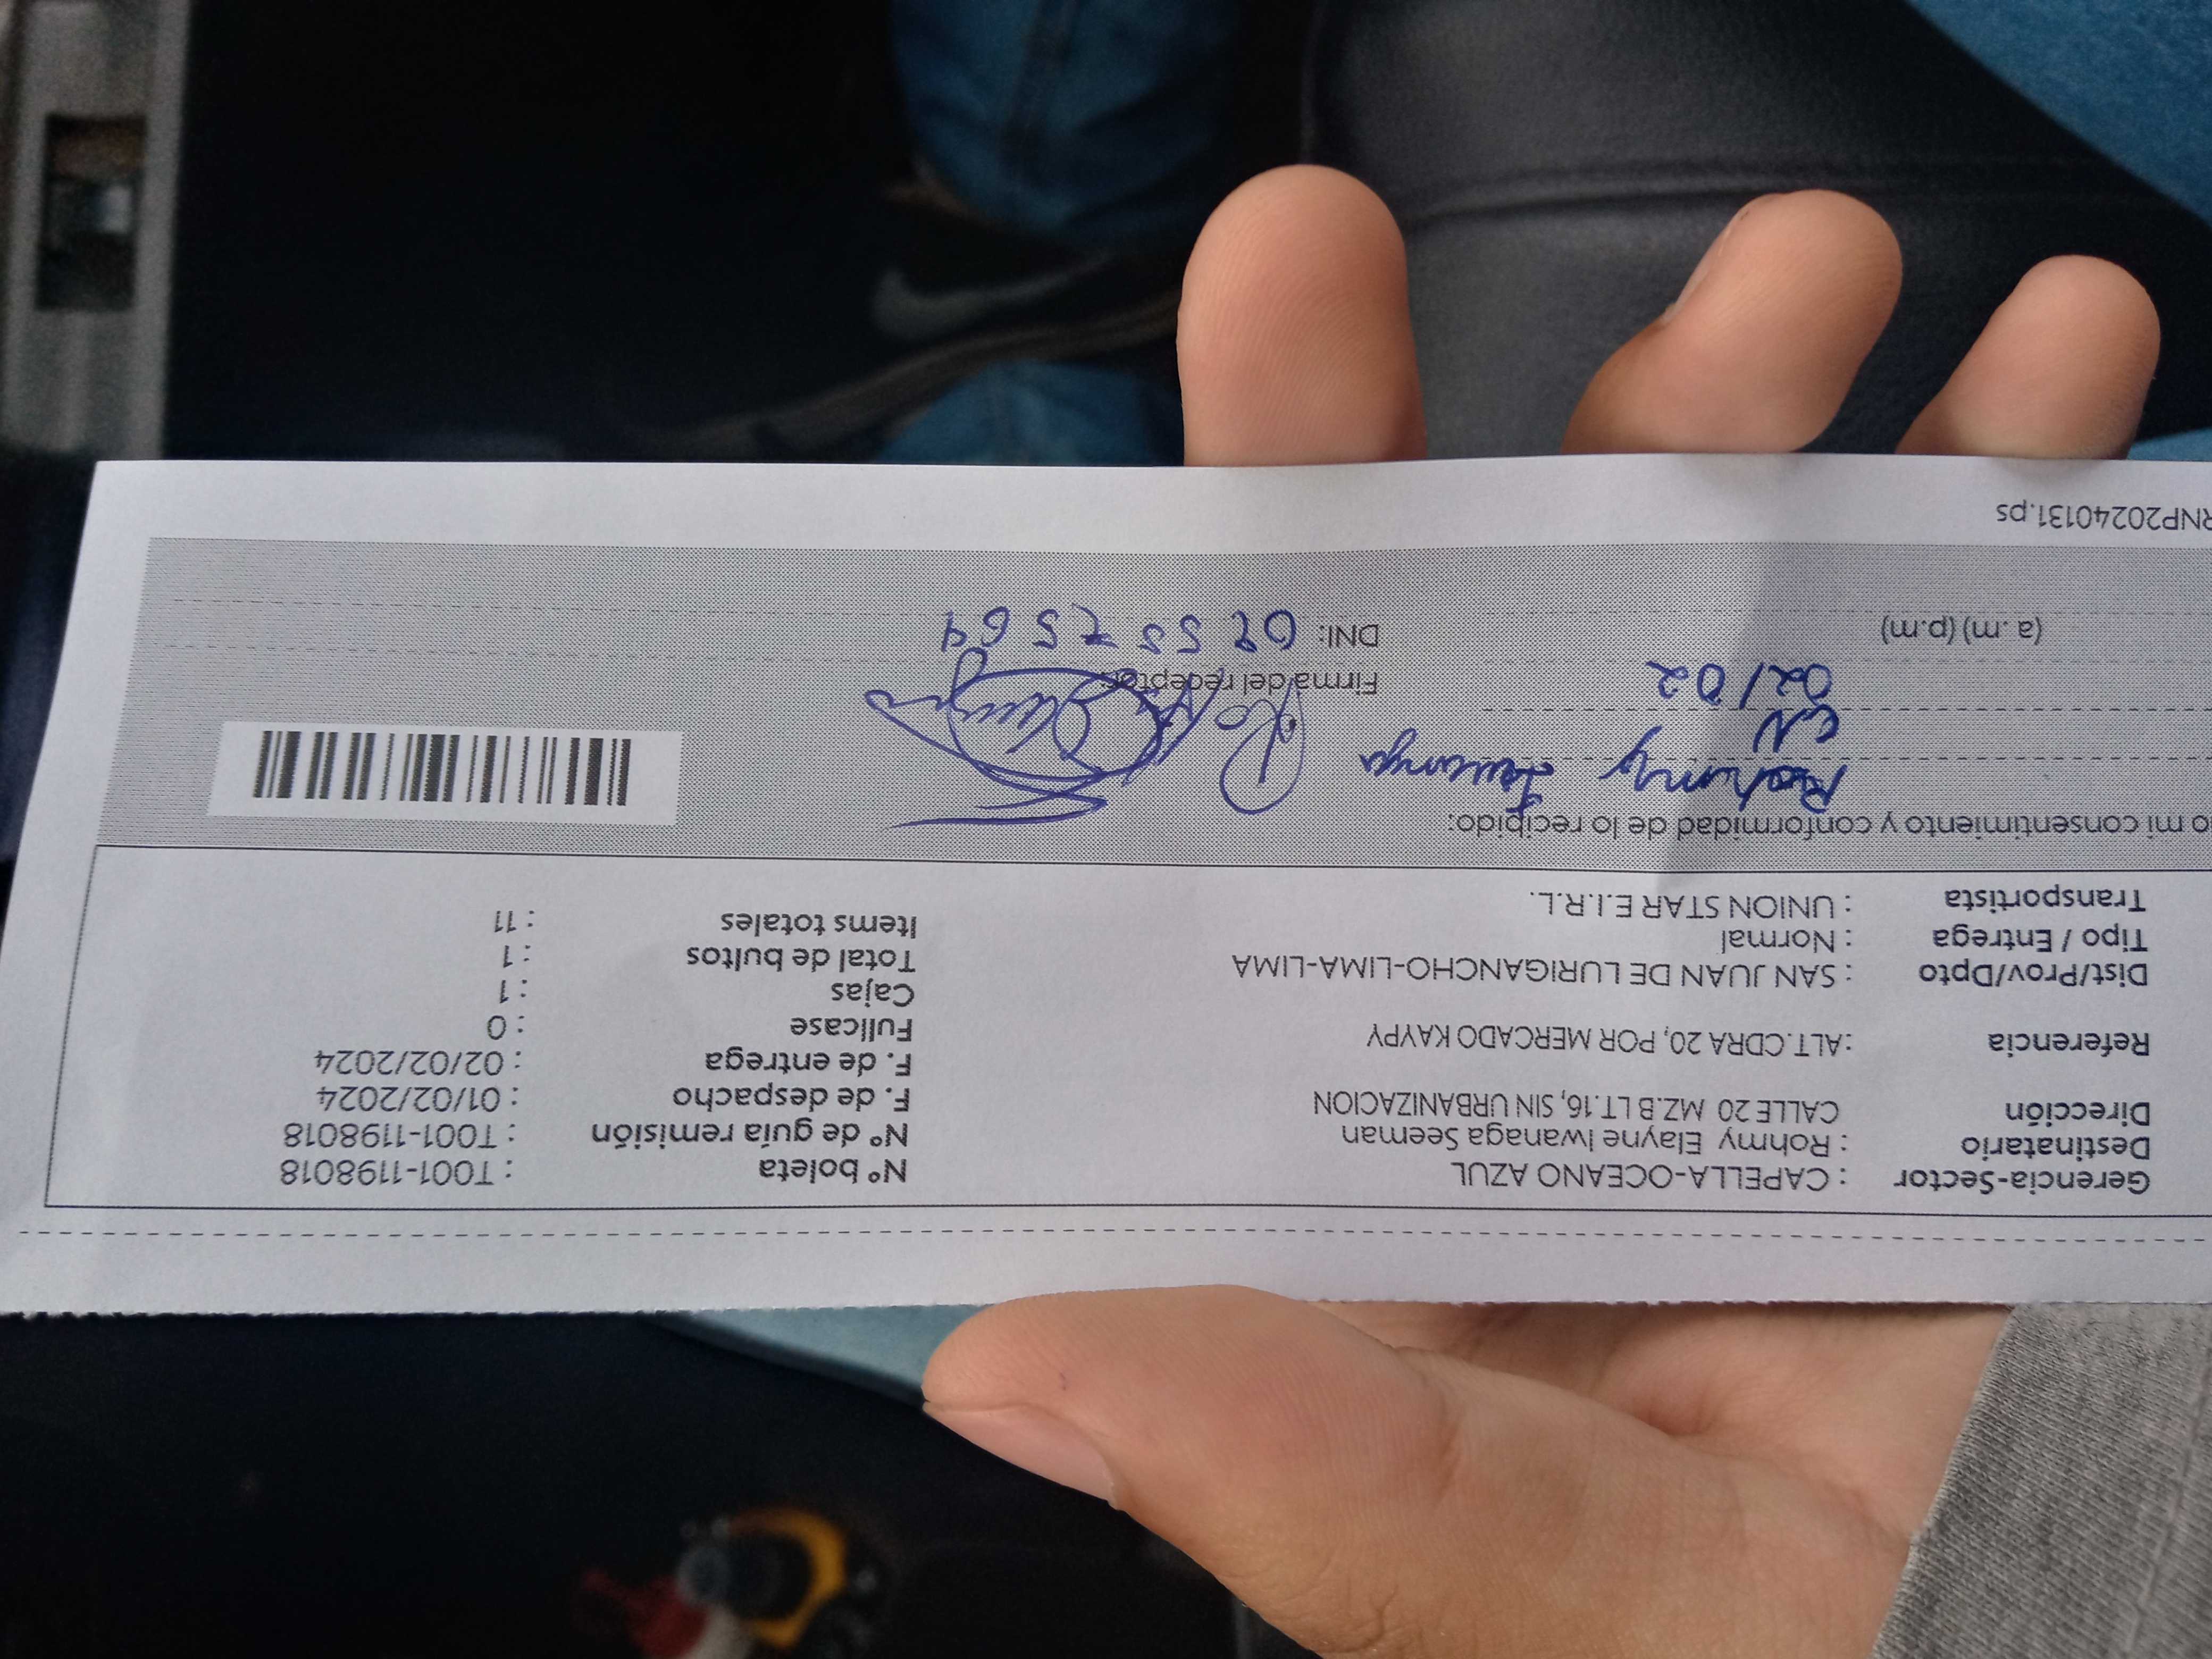 Gerencia-Sector : CAPELLA-OCEANO AZUL Nº boleta : T001-1198018
Destinatario : Rohmy Elayne Iwanaga Seeman Nº de guía remisión : T001-1198018
Dirección CALLE 20 MZ.B LT.16, SIN URBANIZACION F. de despacho : 01/02/2024
F. de entrega : 02/02/2024
Referencia : ALT.CDRA 20, POR MERCADO KAYPY Fullcase : 0
Cajas : 1
Dist/Prov/Dpto : SAN JUAN DE LURIGANCHO-LIMA-LIMA Total de bultos : 1
Tipo / Entrega : Normal Items totales : 11
Transportista : UNION STAR E.I.R.L.
mi consentimiento y conformidad de lo recibido:
Rohmy Iwanaga
02/02 Firma del receptor:
(a .m) (p.m) DNI:
RNP20240131.ps